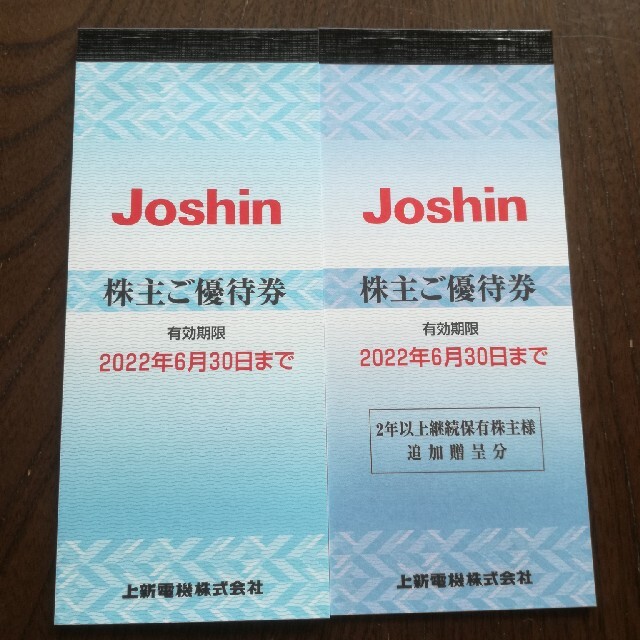 Joshin
株主ご優待券
有効期限
2022年6月30日まで
上新電機株式会社
Joshin
株主ご優待券
有効期限
2022年6月30日まで
2年以上継続保有株主様
追加贈呈分
上新電機株式会社